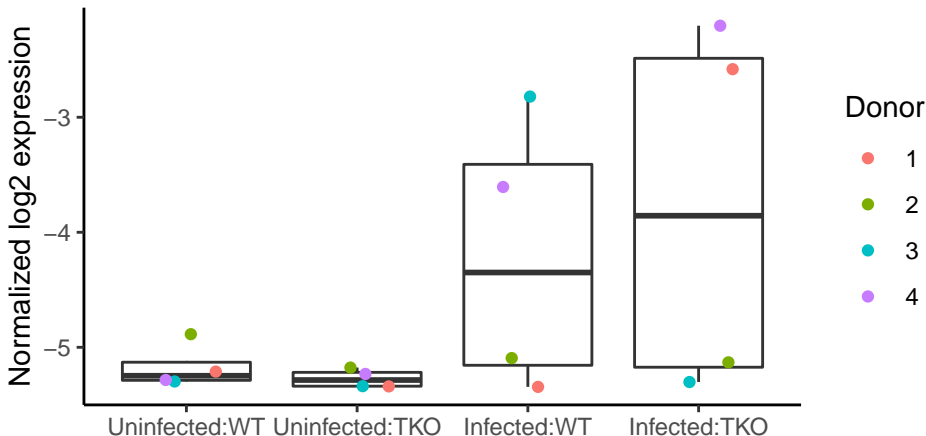 Normalized log2 expression
−3
−4
−5
Uninfected:WT
Uninfected:TKO
Infected:WT
Infected:TKO
Donor
1
2
3
4